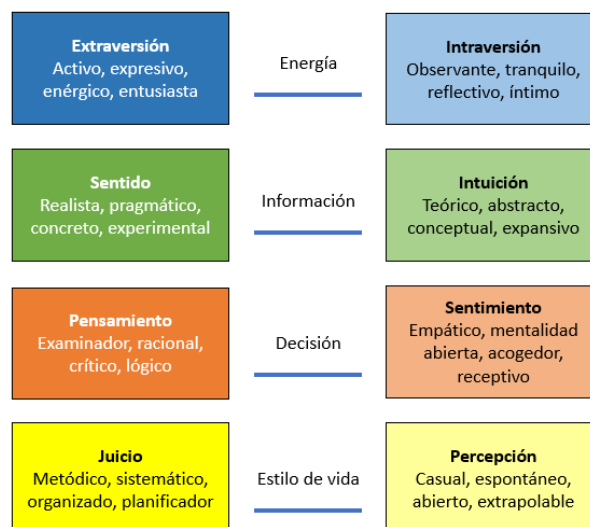 Extraversión
Activo, expresivo,
enérgico, entusiasta
Energía
Intraversión
Observante, tranquilo,
reflectivo, íntimo
Sentido
Realista, pragmático,
concreto, experimental
Información
Intuición
Teórico, abstracto,
conceptual, expansivo
Pensamiento
Examinador, racional,
crítico, lógico
Decisión
Sentimiento
Empático, mentalidad
abierta, acogedor,
receptivo
Juicio
Metódico, sistemático,
organizado, planificador
Estilo de vida
Percepción
Casual, espontáneo,
abierto, extrapolable